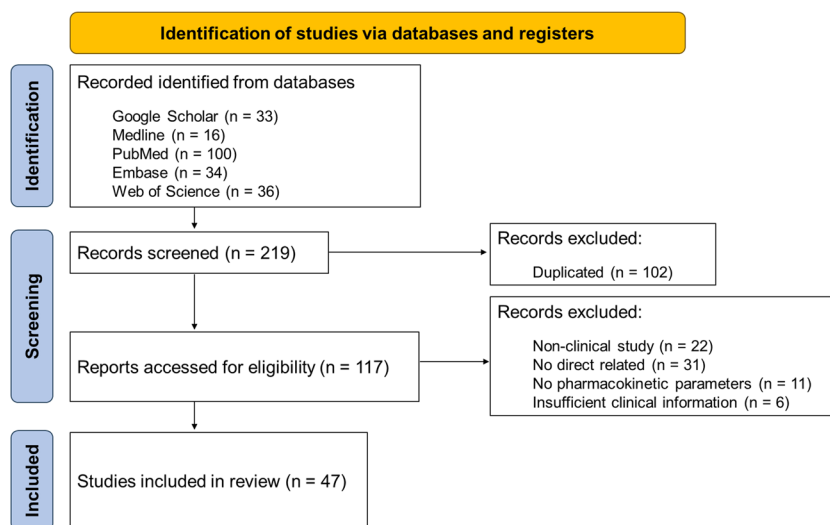 Identification of studies via databases and registers
Identification
Recorded identified from databases
Google Scholar (n = 33)
Medline (n = 16)
PubMed (n = 100)
Embase (n = 34)
Web of Science (n = 36)
Screening
Records screened (n = 219)
Records excluded:
Duplicated (n = 102)
Reports accessed for eligibility (n = 117)
Records excluded:
Non-clinical study (n = 22)
No direct related (n = 31)
No pharmacokinetic parameters (n = 11)
Insufficient clinical information (n = 6)
Included
Studies included in review (n = 47)